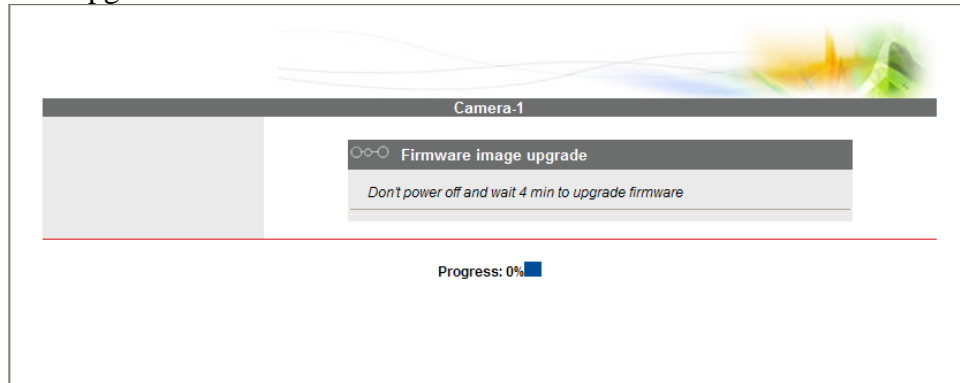 Camera-1
Firmware image upgrade
Don't power off and wait 4 min to upgrade firmware
Progress: 0%